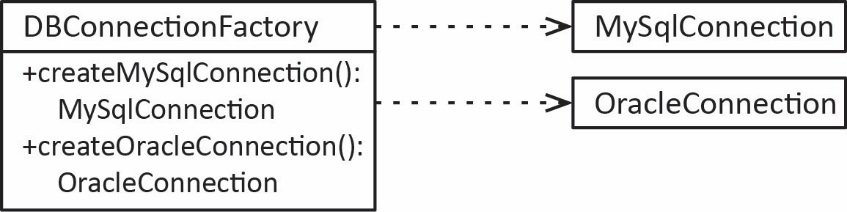 DBConnectionFactory
+createMySqlConnection():
MySqlConnection
+createOracleConnection():
OracleConnection
MySqlConnection
OracleConnection